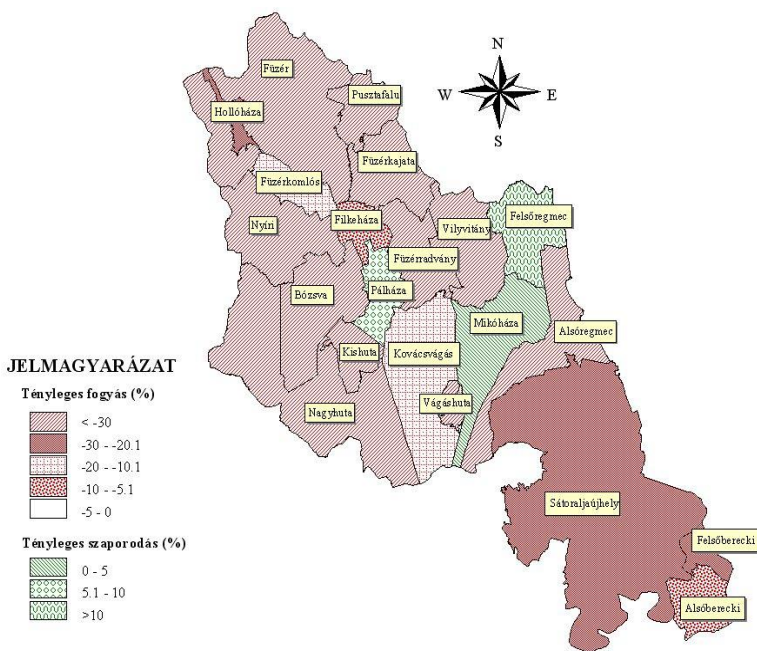 N
W
E
S
Füzér
Pusztafalu
Hollóháza
Füzérkajata
Füzérkomlós
Filkeháza
Felsőregmec
Nyíri
Vilyvitány
Füzérradvány
Bózsva
Pálháza
Mikóháza
Alsóregmec
Kishuta
Kovácsvágás
Nagyhuta
Vágáshuta
Sátoraljaújhely
Felsőberecki
Alsóberecki
JELMAGYARÁZAT
Tényleges fogyás (%)
< -30
-30 - -20.1
-20 - -10.1
-10 - -5.1
-5 - 0
Tényleges szaporodás (%)
0 - 5
5.1 - 10
>10